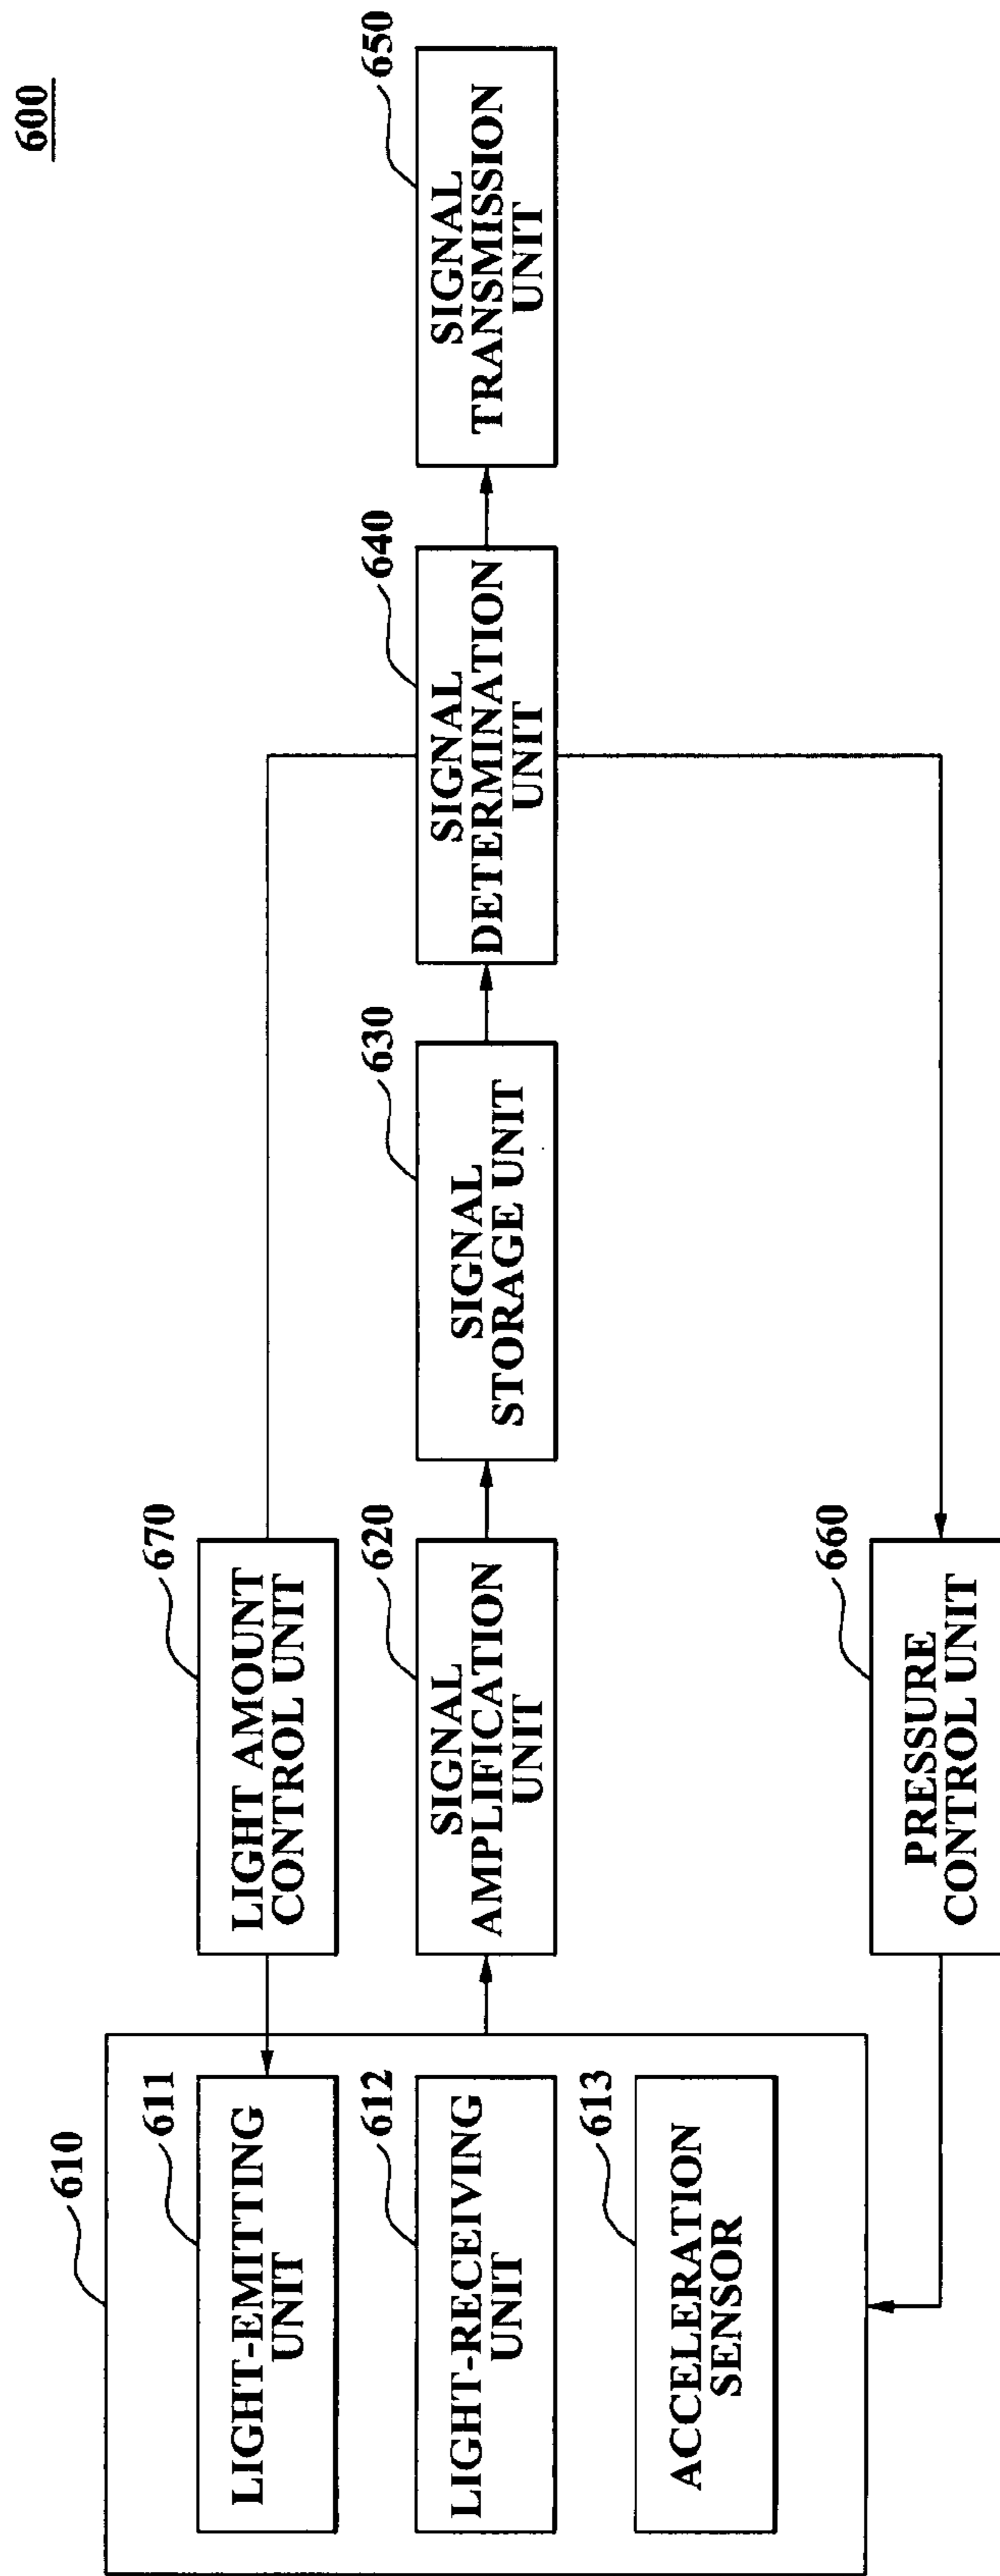 600
610
611
LIGHT-EMITTING
UNIT
612
LIGHT-RECEIVING
UNIT
613
ACCELERATION
SENSOR
670
LIGHT AMOUNT
CONTROL UNIT
620
SIGNAL
AMPLIFICATION
UNIT
630
SIGNAL
STORAGE UNIT
640
SIGNAL
DETERMINATION
UNIT
650
SIGNAL
TRANSMISSION
UNIT
660
PRESSURE
CONTROL UNIT